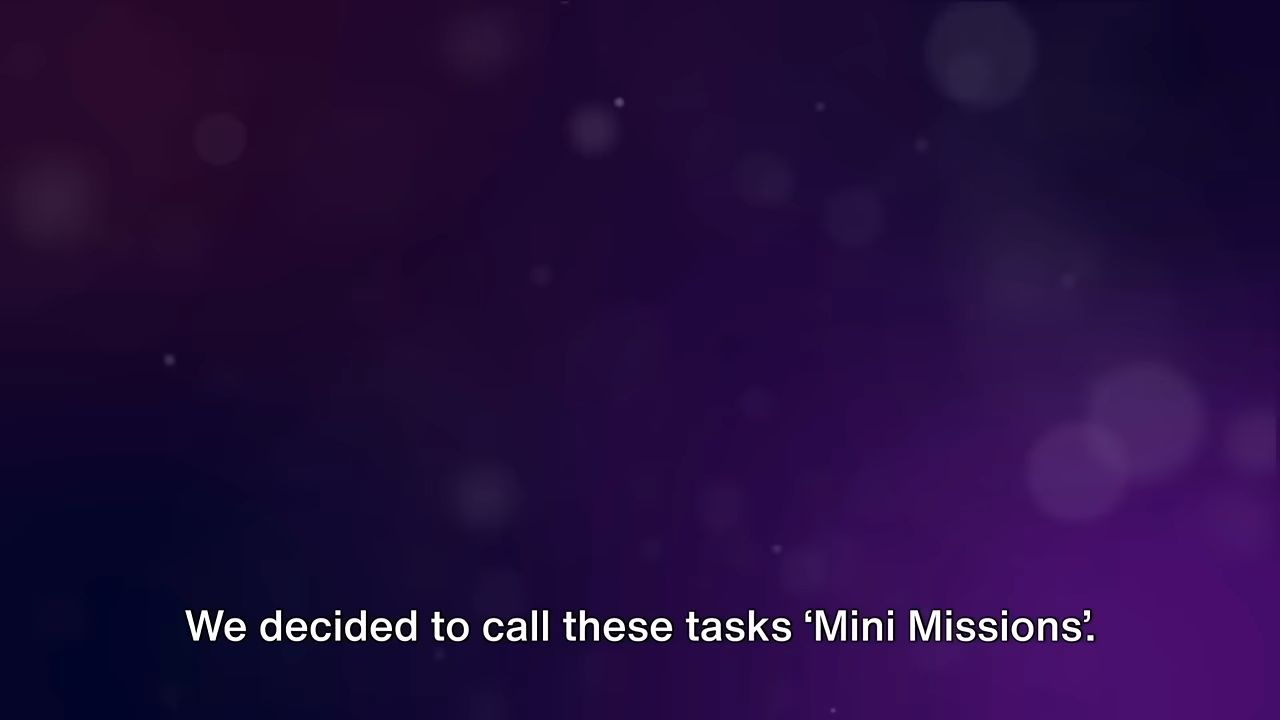 We decided to call these tasks ‘Mini Missions’.